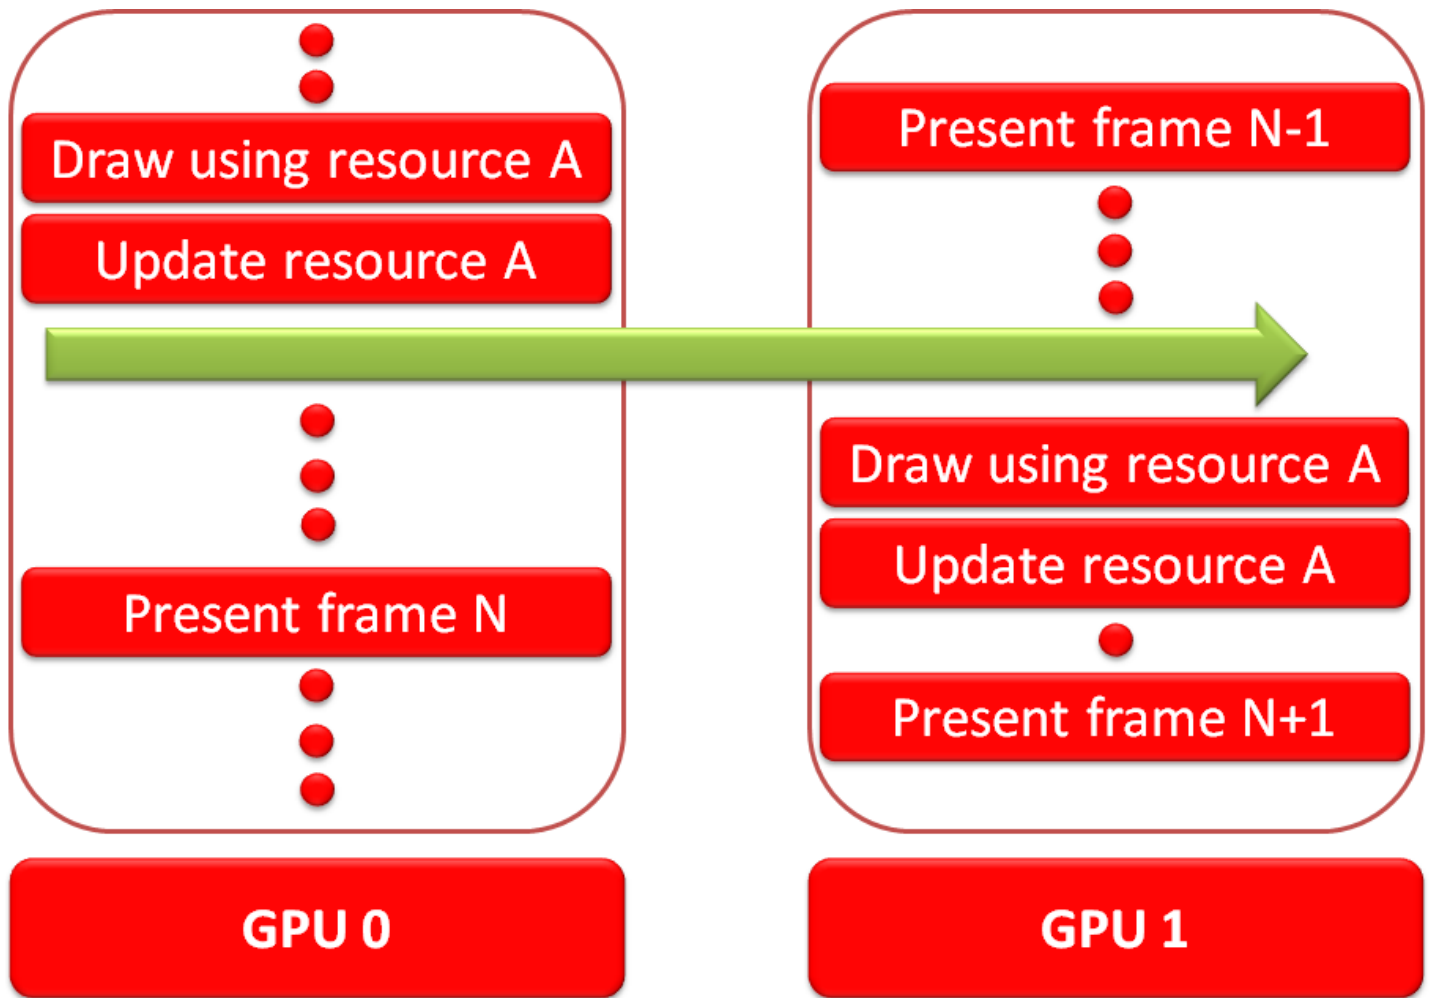 Draw using resource A
Update resource A
Present frame N
GPU 0
Present frame N-1
Draw using resource A
Update resource A
Present frame N+1
GPU 1